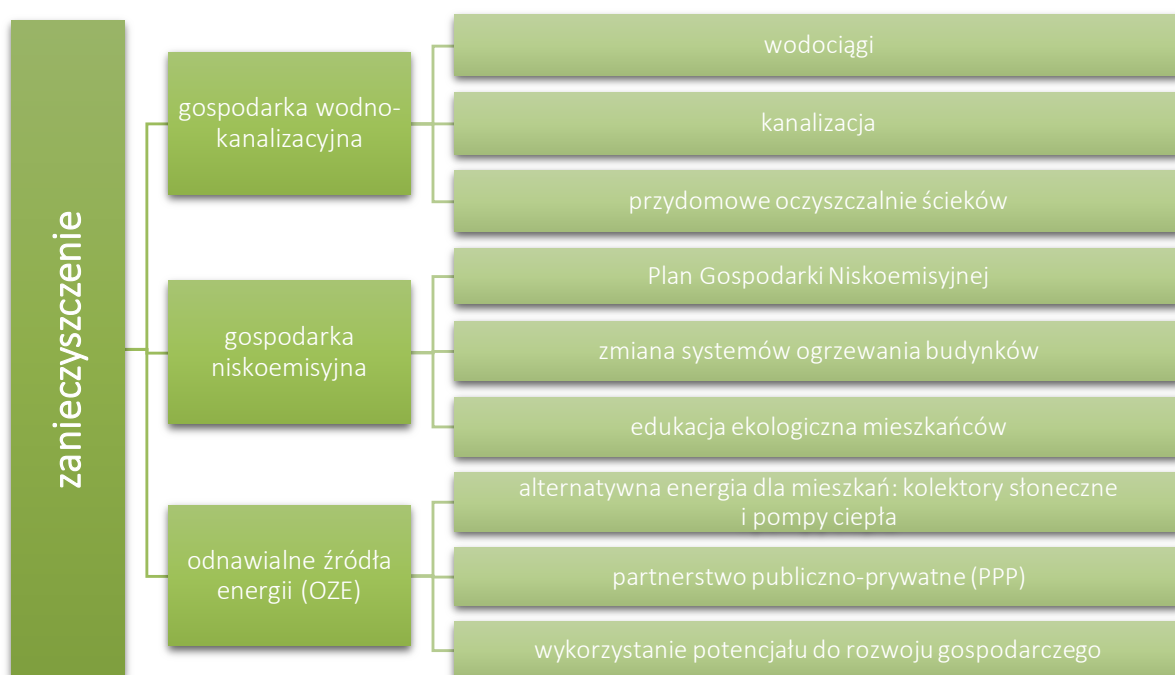 zanieczyszczenie
gospodarka wodno-
kanalizacyjna
wodociągi
kanalizacja
przydomowe oczyszczalnie ścieków
gospodarka
niskoemisyjna
Plan Gospodarki Niskoemisyjnej
zmiana systemów ogrzewania budynków
edukacja ekologiczna mieszkańców
odnawialne źródła
energii (OZE)
alternatywna energia dla mieszkań: kolektory słoneczne
i pompy ciepła
partnerstwo publiczno-prywatne (PPP)
wykorzystanie potencjału do rozwoju gospodarczego